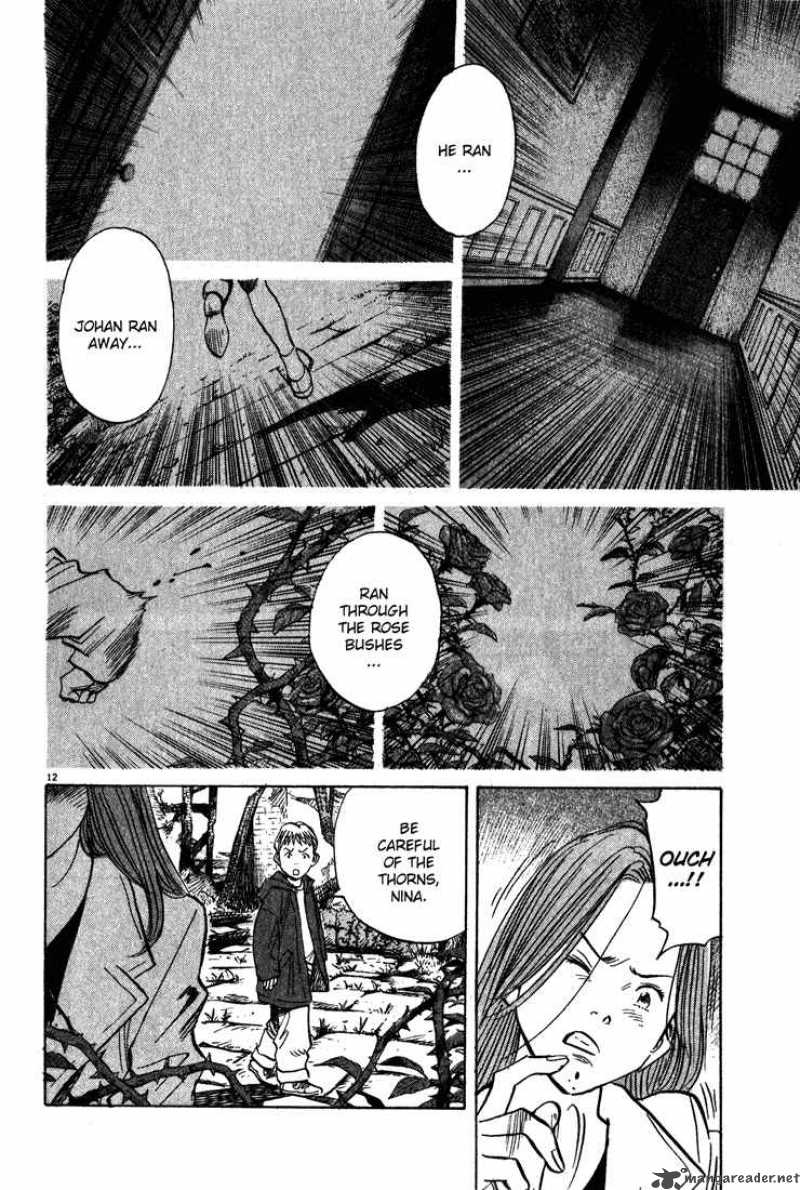 HE RAN
...
JOHAN RAN
AWAY...
RAN
THROUGH
THE ROSE
BUSHES
...
12
OUCH
...!!
BE
CAREFUL
OF THE
THORNS,
NINA.
mangareader.net